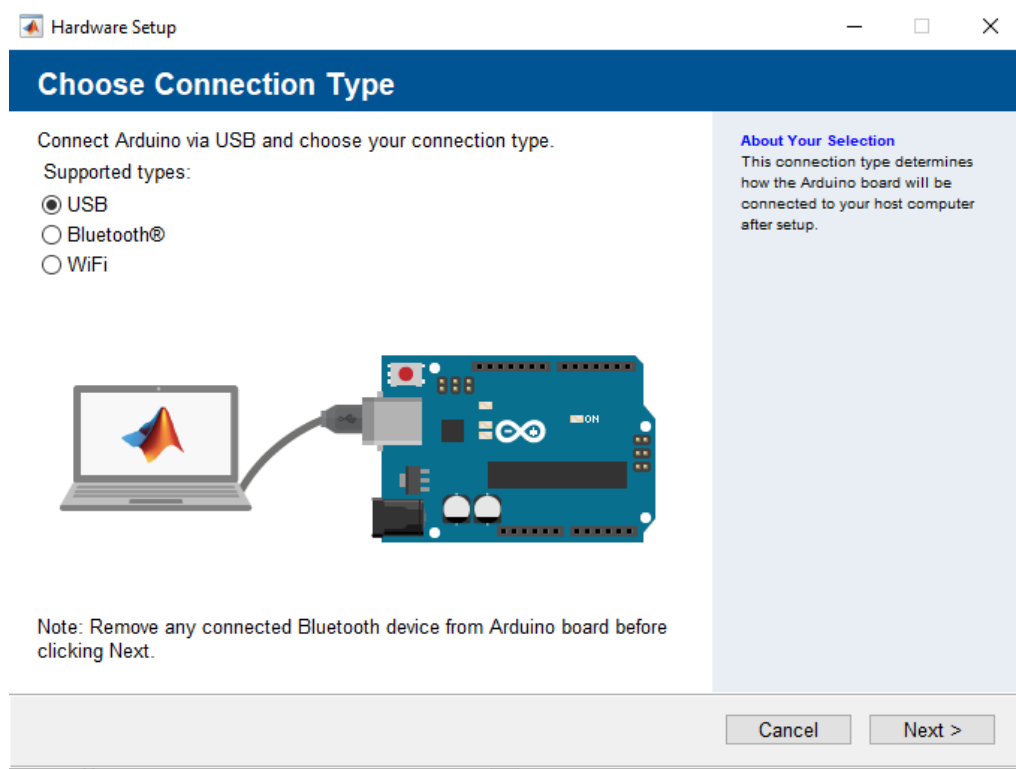 Hardware Setup
Choose Connection Type
Connect Arduino via USB and choose your connection type.
Supported types:
USB
Bluetooth®
WiFi
ON
Note: Remove any connected Bluetooth device from Arduino board before
clicking Next.
About Your Selection
This connection type determines
how the Arduino board will be
connected to your host computer
after setup.
Cancel
Next >